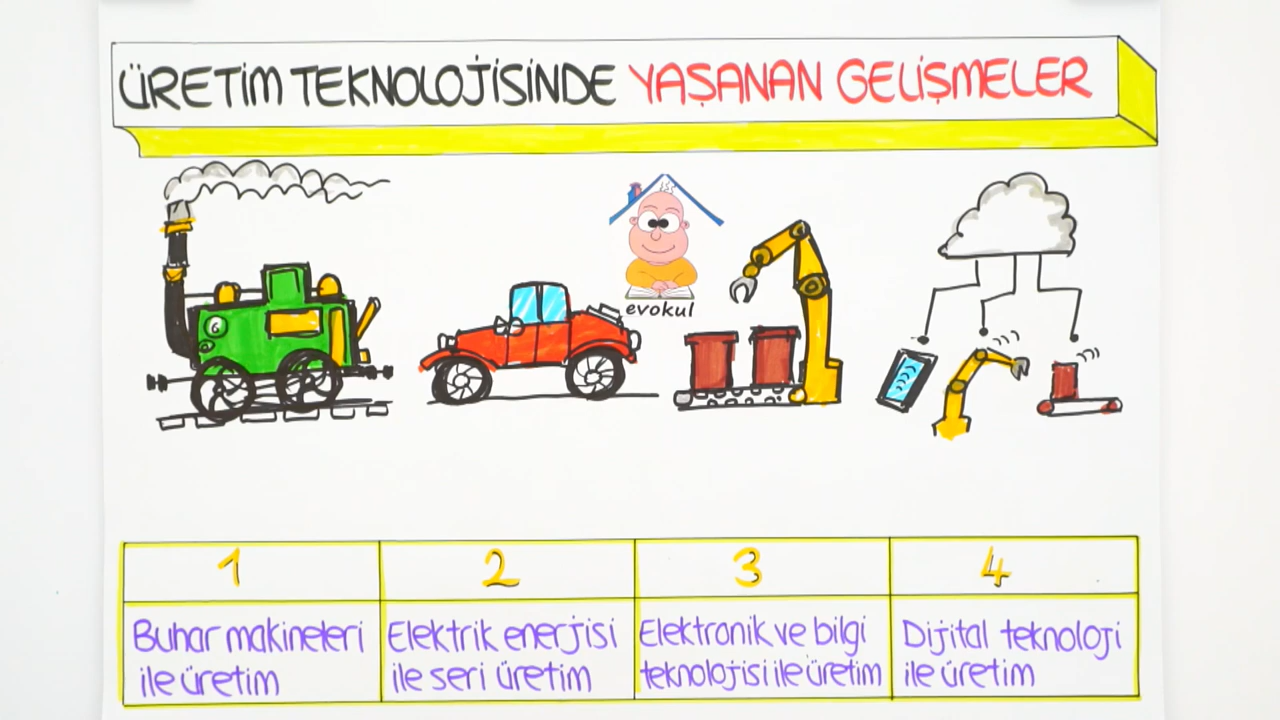 ÜRETİM TEKNOLOJİSİNDE YAŞANAN GELİŞMELER
evokul
6
1
2
3
4
Buhar makineleri
ile üretim
Elektrik enerjisi
ile seri üretim
Elektronik ve bilgi
teknolojisi ile üretim
Dijital teknoloji
ile üretim